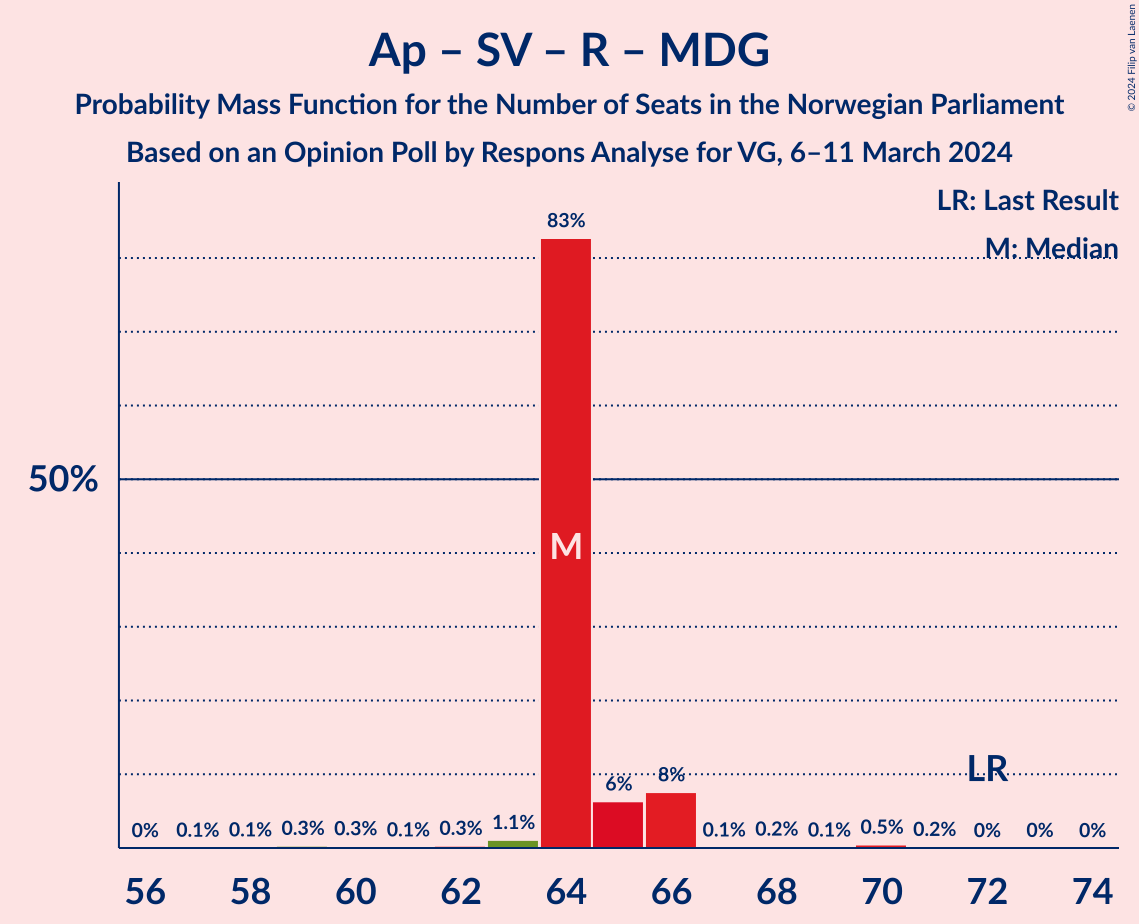 Ap – SV – R – MDG
Probability Mass Function for the Number of Seats in the Norwegian Parliament
Based on an Opinion Poll by Respons Analyse for VG, 6–11 March 2024
© 2024 Filip van Laenen
LR: Last Result
M: Median
83%
50%
M
LR
0% 0.1% 0.1% 0.3% 0.3% 0.1% 0.3% 1.1% 6% 8% 0.1% 0.2% 0.1% 0.5% 0.2% 0% 0% 0%
56 58 60 62 64 66 68 70 72 74